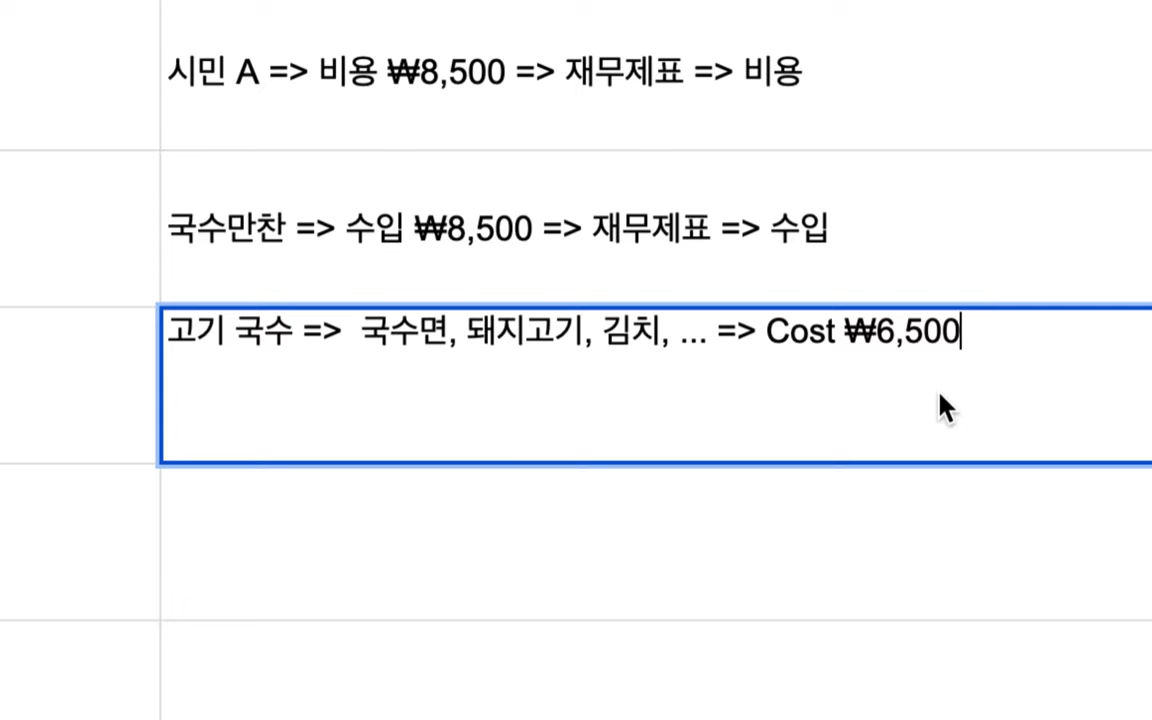 시민 A => 비용 ₩8,500 => 재무제표 => 비용
국수만찬 => 수입 ₩8,500 => 재무제표 => 수입
고기 국수 =>  국수면, 돼지고기, 김치, ... => Cost ₩6,500